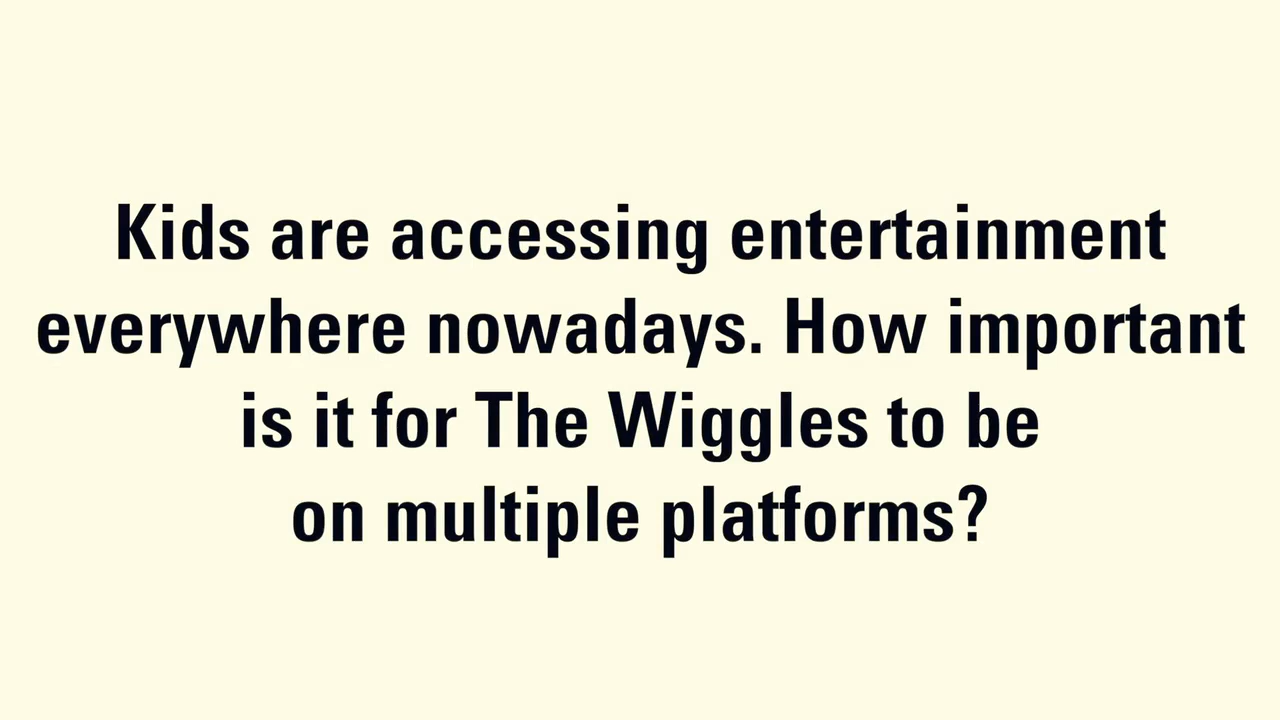 Kids are accessing entertainment
everywhere nowadays. How important
is it for The Wiggles to be
on multiple platforms?